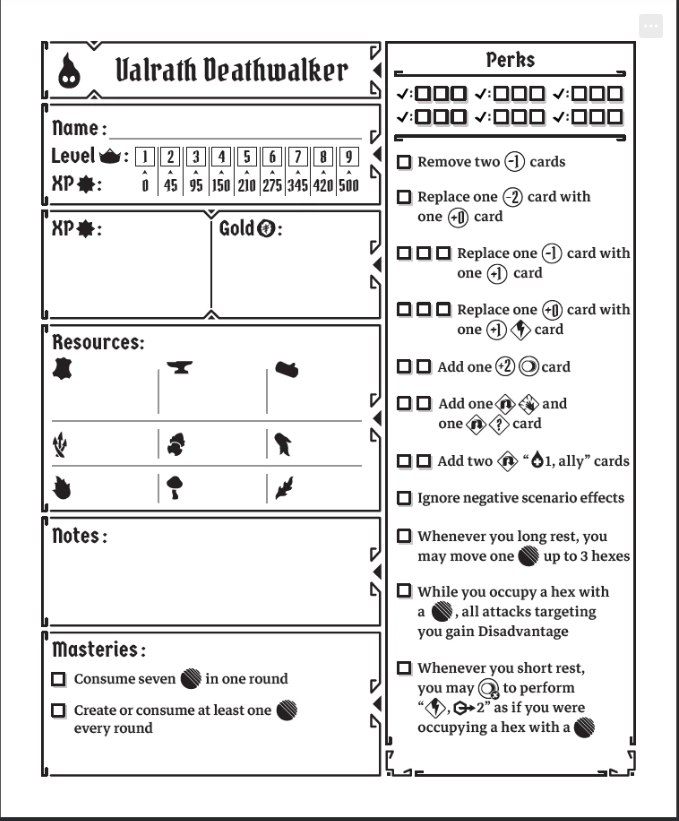 Valrath Deathwalker
Name:
Level : 1 2 3 4 5 6 7 8 9
XP : 0 45 95 150 210 275 345 420 500
XP : Gold :
Resources:
Notes:
Masteries:
Consume seven in one round
Create or consume at least one
every round
Perks
✓: ✓: ✓:
✓: ✓: ✓:
Remove two -1 cards
Replace one -2 card with
one +0 card
Replace one -1 card with
one +1 card
Replace one +0 card with
one +1 card
Add one +2 card
Add one and
one ? card
Add two “ 1, ally” cards
Ignore negative scenario effects
Whenever you long rest, you
may move one up to 3 hexes
While you occupy a hex with
a , all attacks targeting
you gain Disadvantage
Whenever you short rest,
you may to perform
“ , 2” as if you were
occupying a hex with a